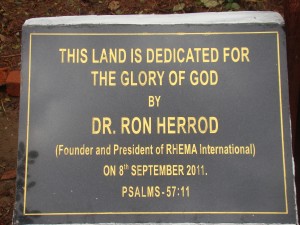 THIS LAND IS DEDICATED FOR
THE GLORY OF GOD
BY
DR. RON HERROD
(Founder and President of RHEMA International)
ON 8th SEPTEMBER 2011.
PSALMS-57:11